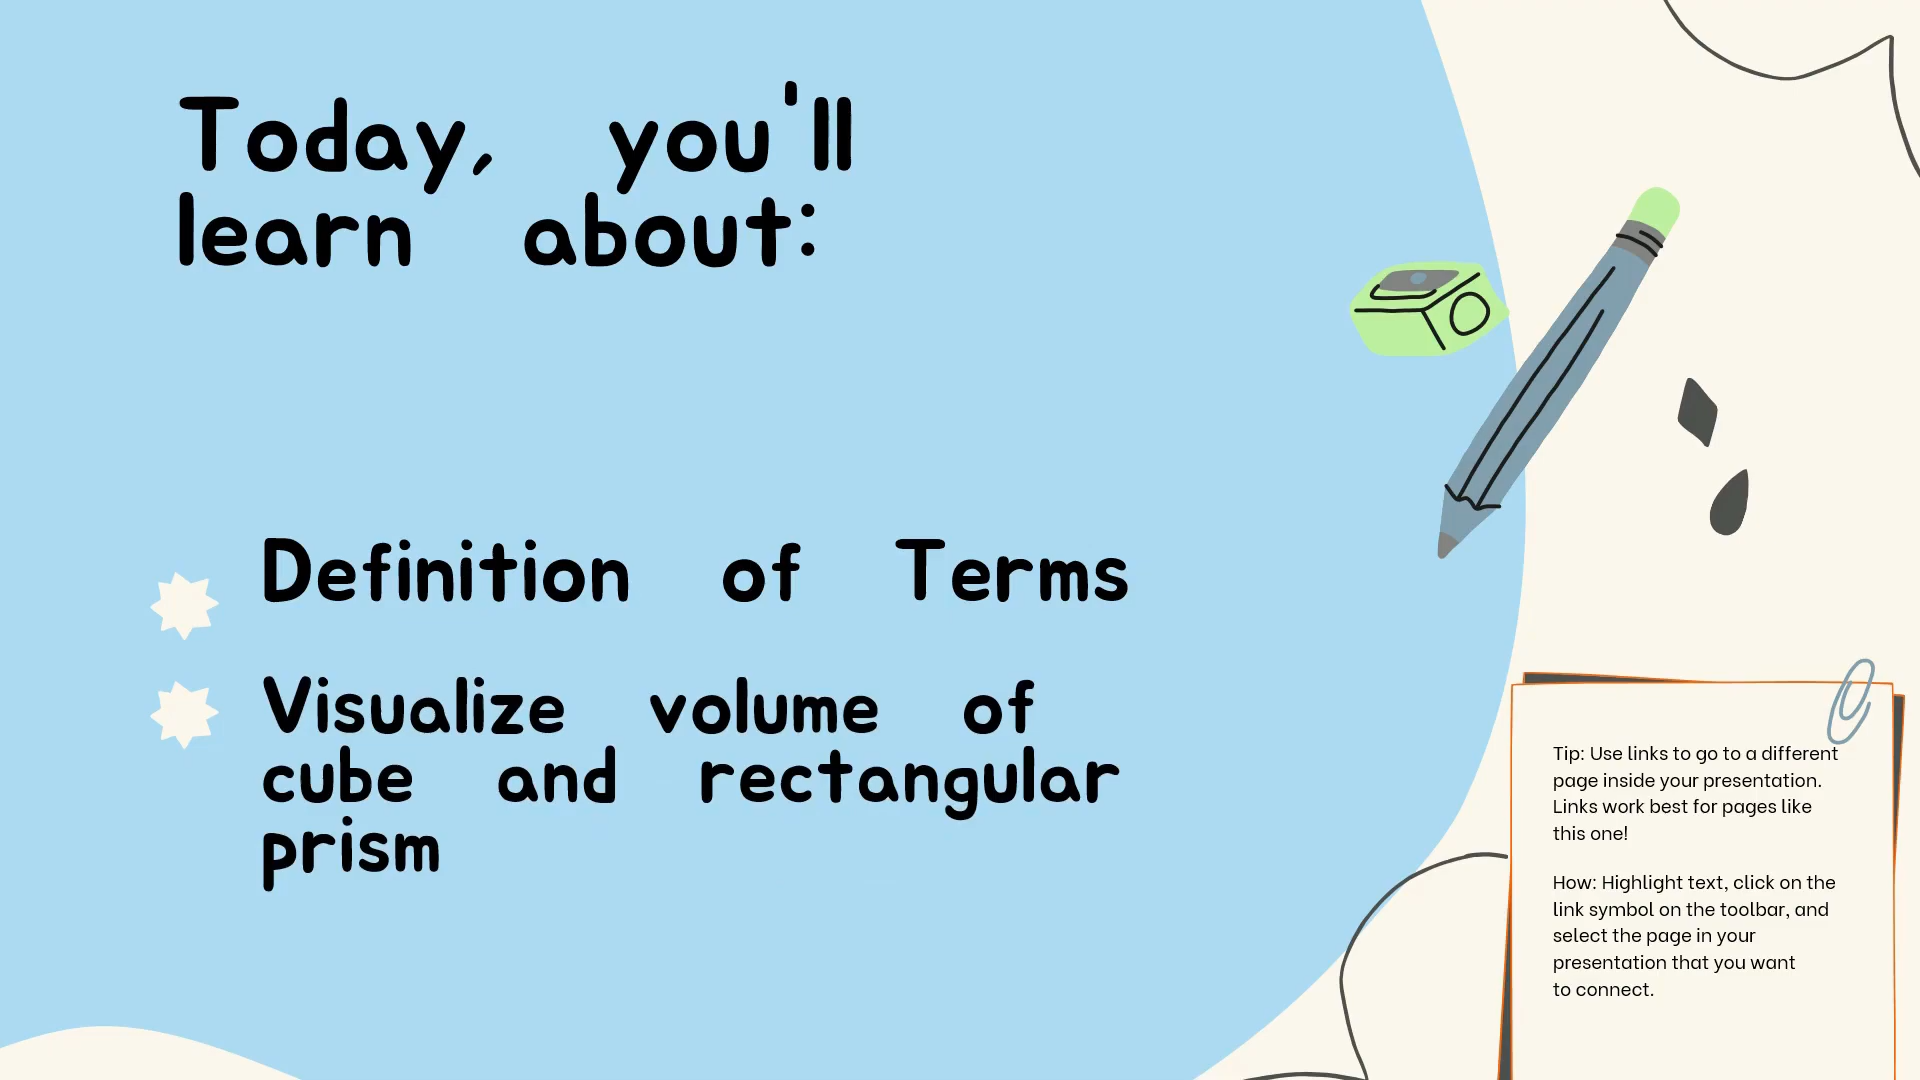 Today, you'll
learn about:
Definition of Terms
Visualize volume of
cube and rectangular
prism
Tip: Use links to go to a different
page inside your presentation.
Links work best for pages like
this one!
How: Highlight text, click on the
link symbol on the toolbar, and
select the page in your
presentation that you want
to connect.